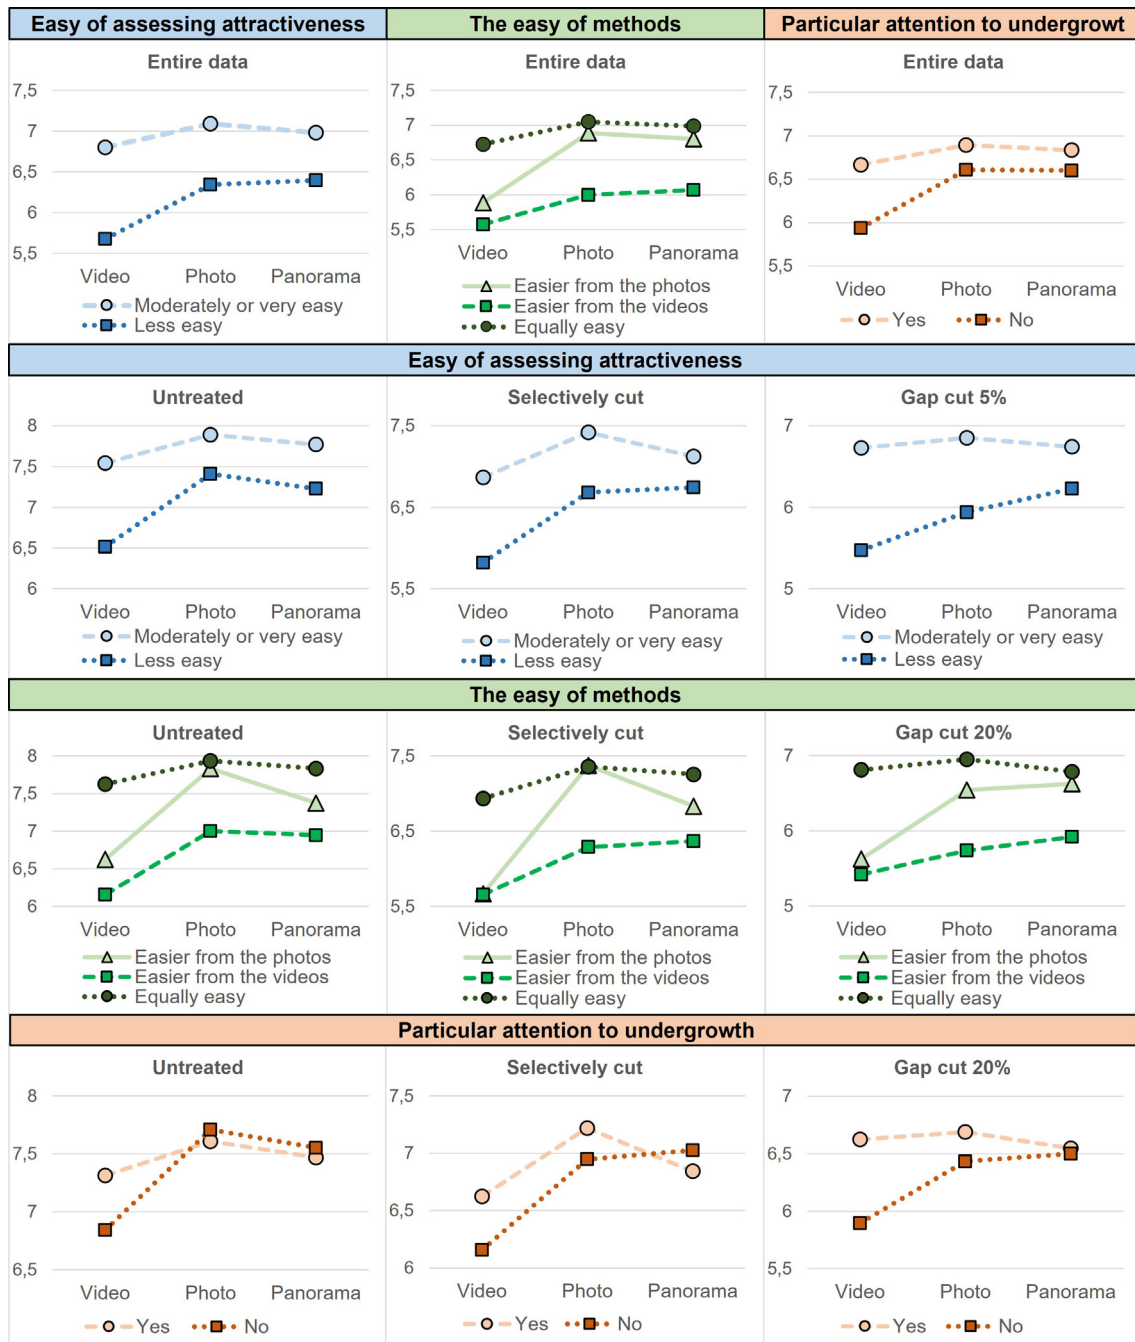 Easy of assessing attractiveness
The easy of methods
Particular attention to undergrowt
Entire data
7,5
7
6,5
6
5,5
Video Photo Panorama
Moderately or very easy
Less easy
Entire data
7,5
7
6,5
6
5,5
Video Photo Panorama
Easier from the photos
Easier from the videos
Equally easy
Entire data
7,5
7
6,5
6
5,5
Video Photo Panorama
Yes No
Easy of assessing attractiveness
Untreated
8
7,5
7
6,5
6
Video Photo Panorama
Moderately or very easy
Less easy
Selectively cut
7,5
6,5
5,5
Video Photo Panorama
Moderately or very easy
Less easy
Gap cut 5%
7
6
5
Video Photo Panorama
Moderately or very easy
Less easy
The easy of methods
Untreated
8
7,5
7
6,5
6
Video Photo Panorama
Easier from the photos
Easier from the videos
Equally easy
Selectively cut
7,5
6,5
5,5
Video Photo Panorama
Easier from the photos
Easier from the videos
Equally easy
Gap cut 20%
7
6
5
Video Photo Panorama
Easier from the photos
Easier from the videos
Equally easy
Particular attention to undergrowth
Untreated
8
7,5
7
6,5
Video Photo Panorama
Yes No
Selectively cut
7,5
7
6,5
6
Video Photo Panorama
Yes No
Gap cut 20%
7
6,5
6
5,5
Video Photo Panorama
Yes No